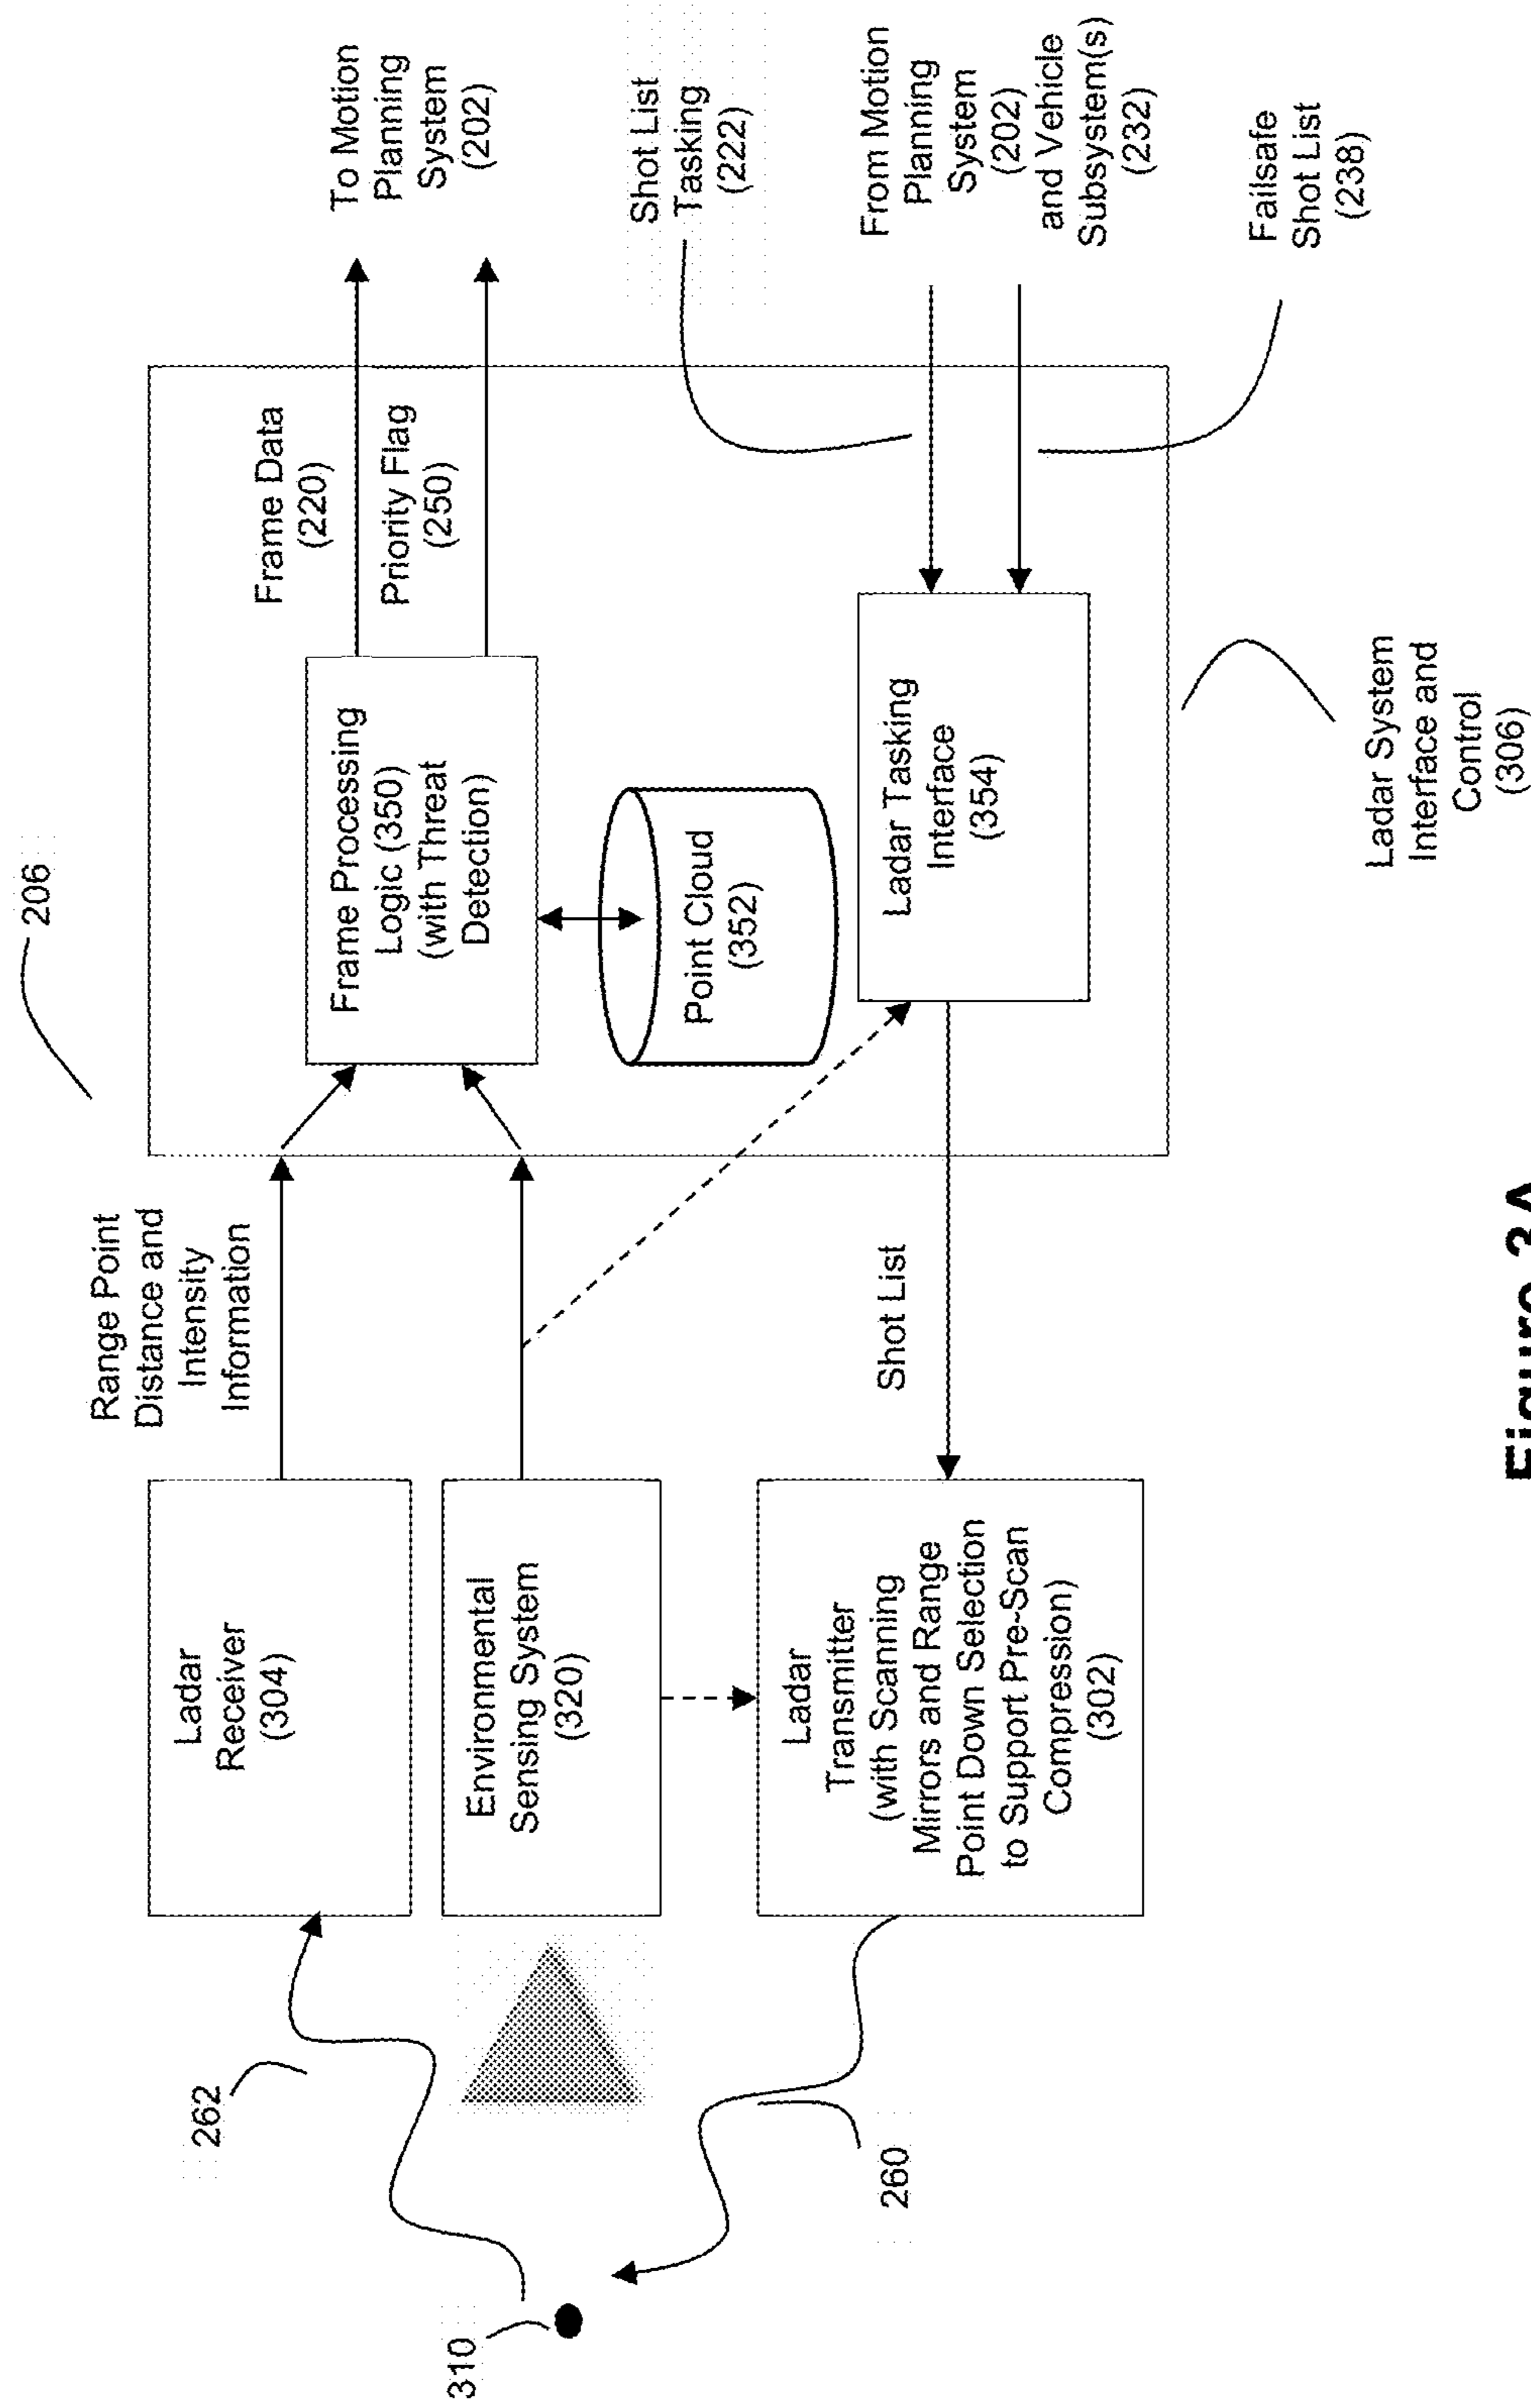 206
Range Point
Distance and
Intensity
Information
Ladar
Receiver
(304)
Environmental
Sensing System
(320)
Ladar
Transmitter
(with Scanning
Mirrors and Range
Point Down Selection
to Support Pre-Scan
Compression)
(302)
262
310
260
Shot List
Frame Processing
Logic (350)
(with Threat
Detection)
Point Cloud
(352)
Ladar Tasking
Interface
(354)
Frame Data
(220)
Priority Flag
(250)
To Motion
Planning
System
(202)
Shot List
Tasking
(222)
From Motion
Planning
System
(202)
and Vehicle
Subsystem(s)
(232)
Failsafe
Shot List
(238)
Ladar System
Interface and
Control
(306)
Figure 3A